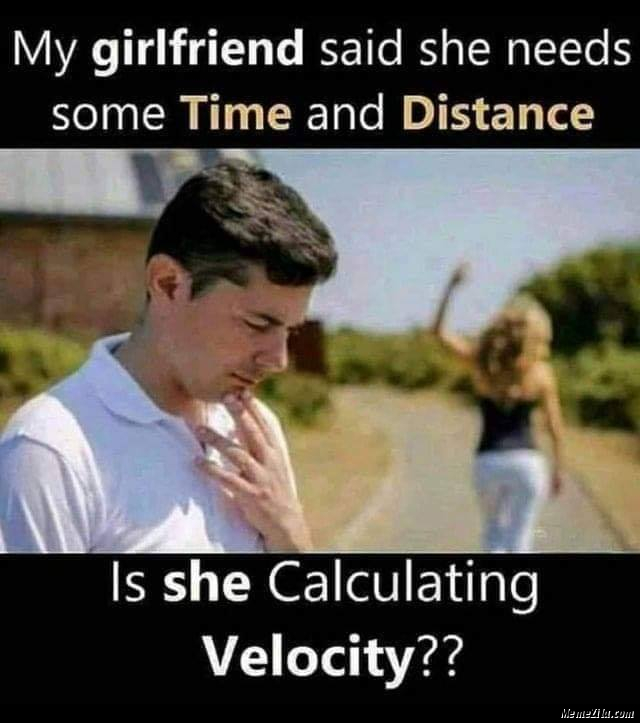 My girlfriend said she needs
some Time and Distance
Is she Calculating
Velocity??
MemeZila.com